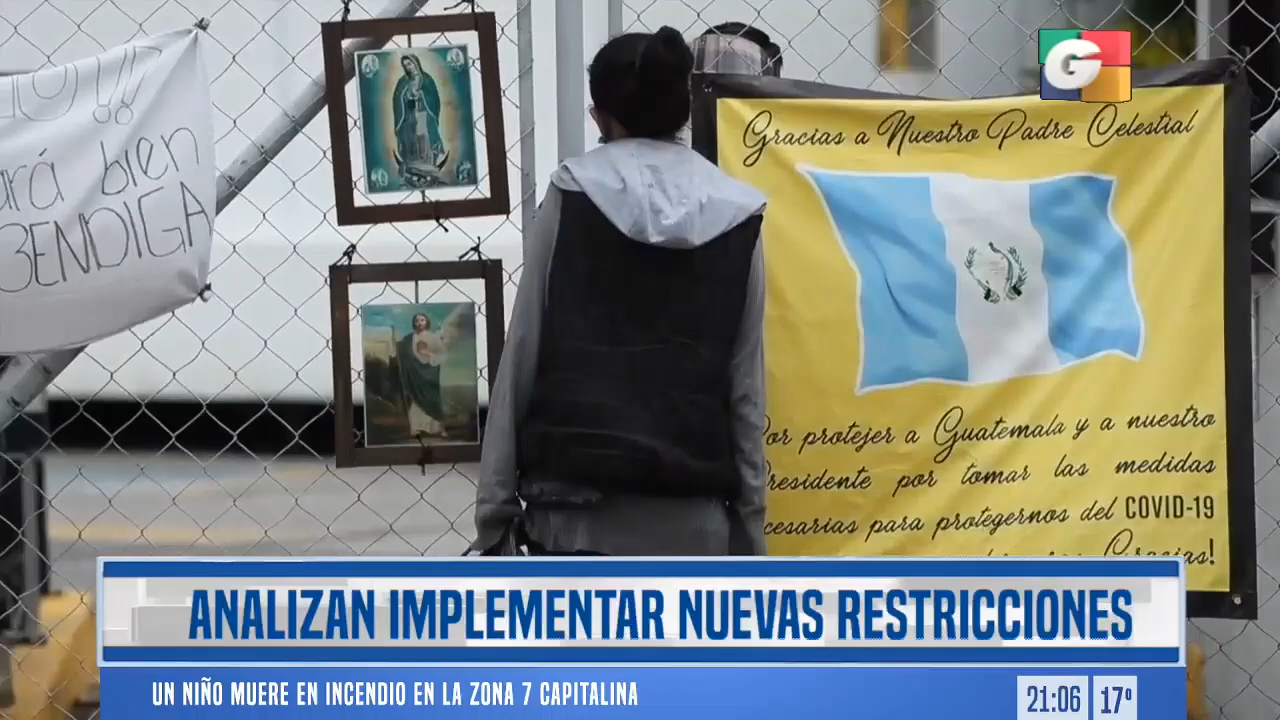 O!!
ará bien
BENDIGA
G
Gracias a Nuestro Padre Celestial
Por protejer a Guatemala y a nuestro
Presidente por tomar las medidas
cesarias para protegernos del COVID-19
Gracias!
ANALIZAN IMPLEMENTAR NUEVAS RESTRICCIONES
UN NIÑO MUERE EN INCENDIO EN LA ZONA 7 CAPITALINA
21:06 17º